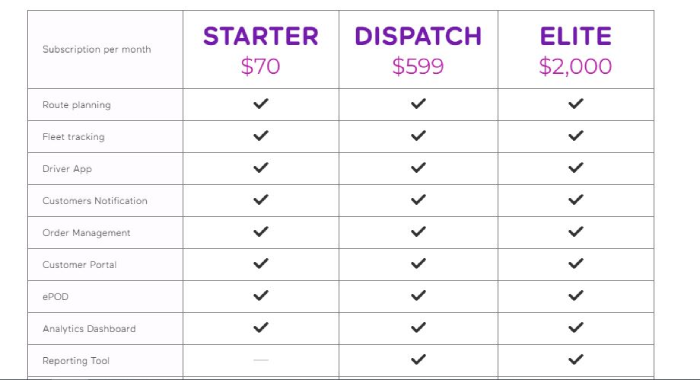 Subscription per month
STARTER
$70
DISPATCH
$599
ELITE
$2,000
Route planning
Fleet tracking
Driver App
Customers Notification
Order Management
Customer Portal
ePOD
Analytics Dashboard
Reporting Tool